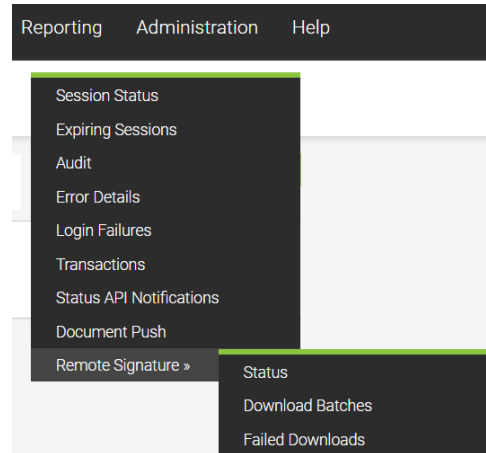 Reporting Administration Help
Session Status
Expiring Sessions
Audit
Error Details
Login Failures
Transactions
Status API Notifications
Document Push
Remote Signature »
Status
Download Batches
Failed Downloads